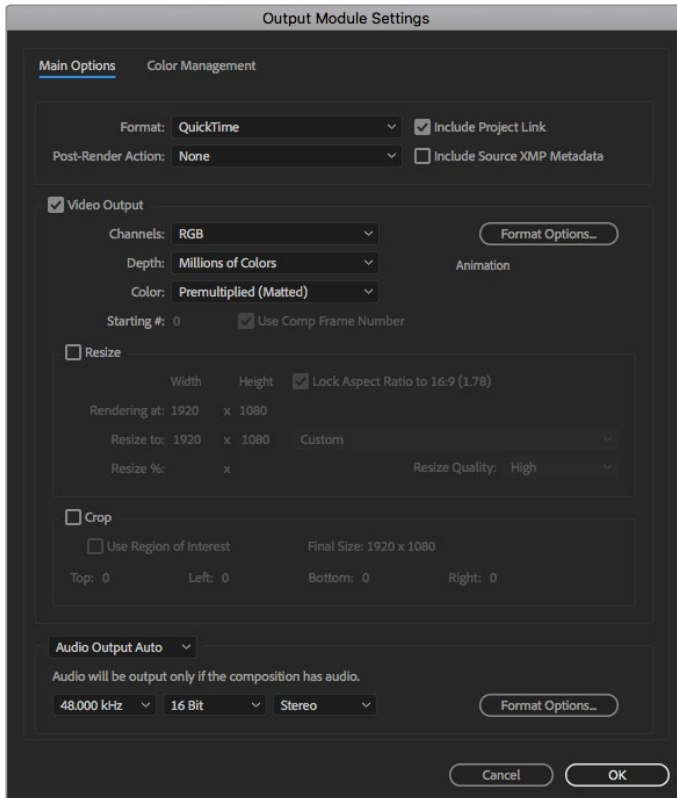 Output Module Settings
Main Options Color Management
Format: QuickTime Include Project Link
Post-Render Action: None Include Source XMP Metadata
Video Output
Channels: RGB Format Options...
Depth: Millions of Colors Animation
Color: Premultiplied (Matted)
Starting #: 0 Use Comp Frame Number
Resize
Width Height Lock Aspect Ratio to 16:9 (1.78)
Rendering at: 1920 x 1080
Resize to: 1920 x 1080 Custom
Resize %: x Resize Quality: High
Crop
Use Region of Interest Final Size: 1920 x 1080
Top: 0 Left: 0 Bottom: 0 Right: 0
Audio Output Auto
Audio will be output only if the composition has audio.
48.000 kHz 16 Bit Stereo Format Options...
Cancel OK